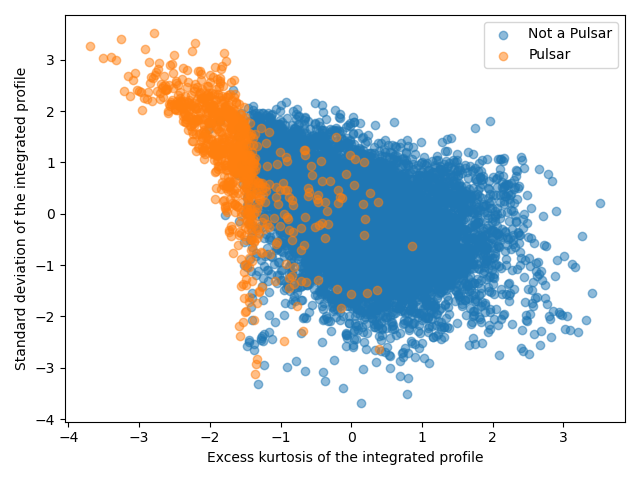 Not a Pulsar
Pulsar
Standard deviation of the integrated profile
3
2
1
0
−1
−2
−3
−4
−4 −3 −2 −1 0 1 2 3
Excess kurtosis of the integrated profile